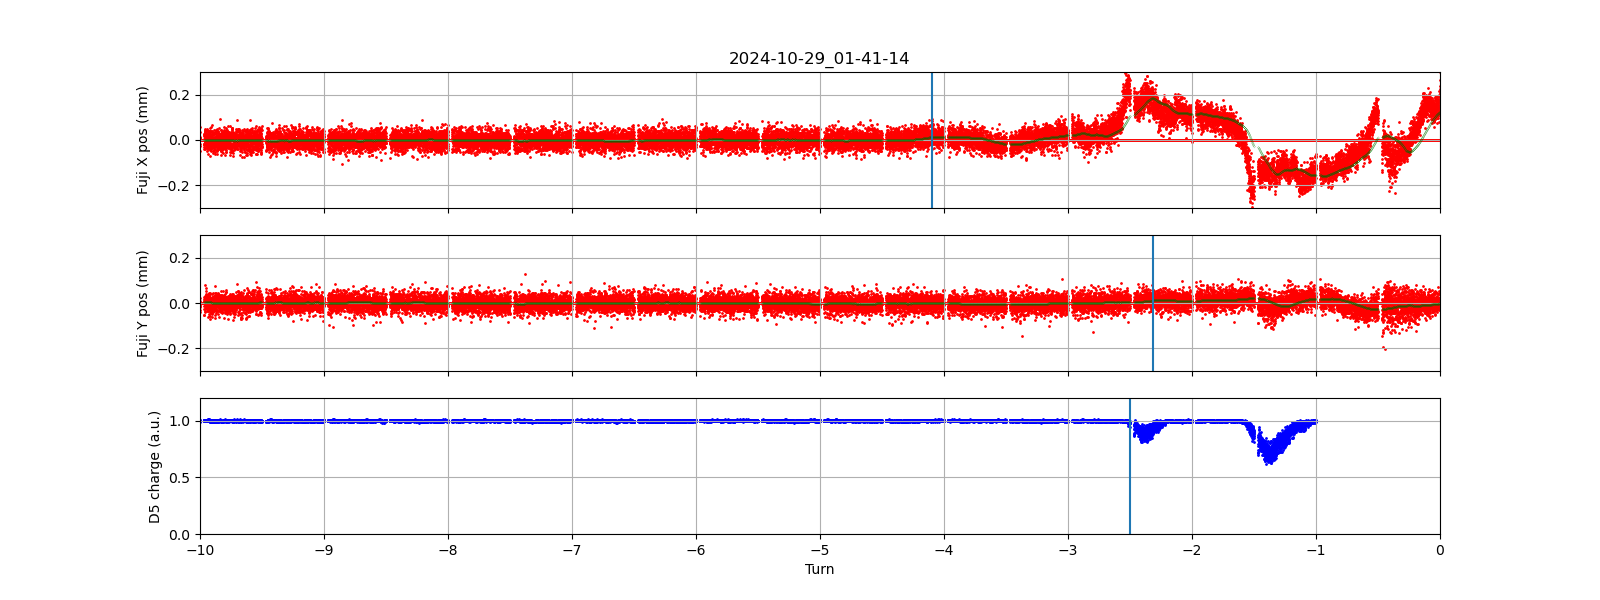 2024-10-29_01-41-14
Fuji X pos (mm)
0.2
0.0
−0.2
Fuji Y pos (mm)
0.2
0.0
−0.2
D5 charge (a.u.)
1.0
0.5
0.0
−10 −9 −8 −7 −6 −5 −4 −3 −2 −1 0
Turn